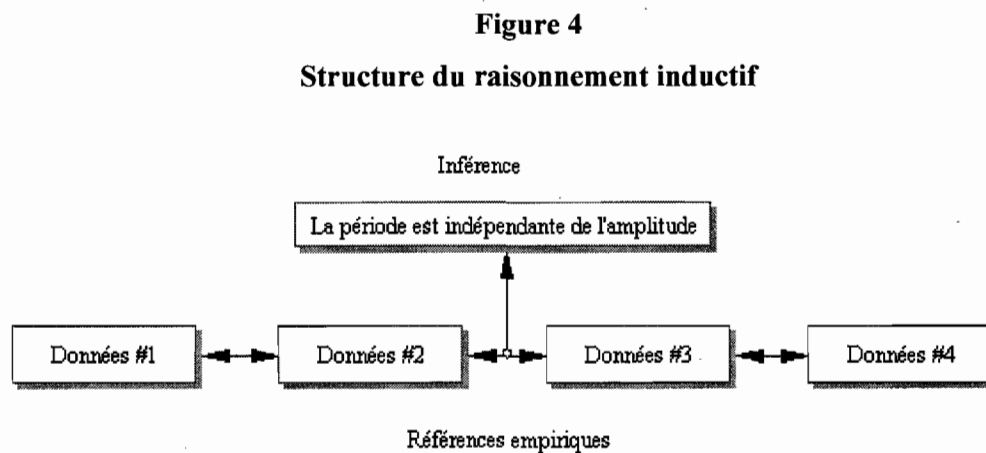 Figure 4
Structure du raisonnement inductif
Inférence
La période est indépendante de l'amplitude
Données #1
Données #2
Données #3
Données #4
Références empiriques